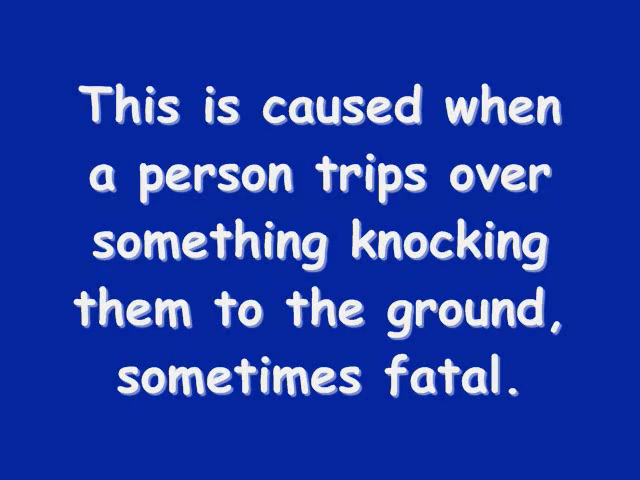 This is caused when
a person trips over
something knocking
them to the ground,
sometimes fatal.